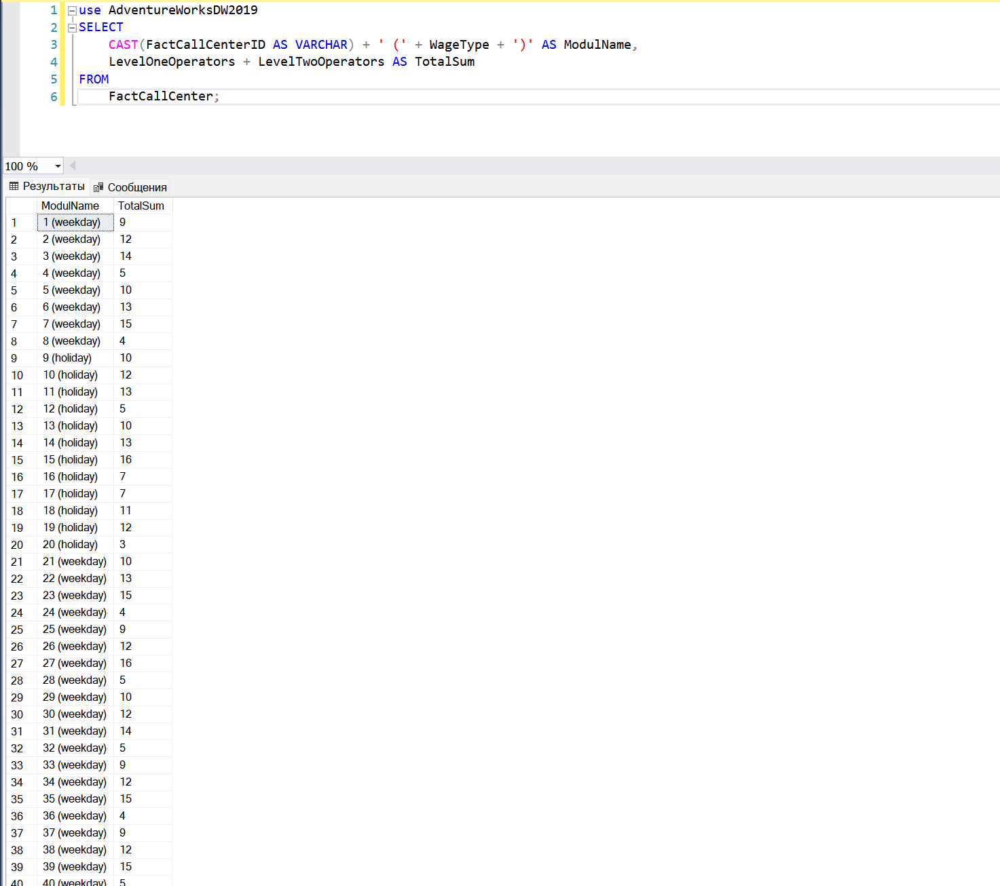 1 use AdventureWorksDW2019
2 SELECT
3 CAST(FactCallCenterID AS VARCHAR) + ' (' + WageType + ')' AS ModulName,
4 LevelOneOperators + LevelTwoOperators AS TotalSum
5 FROM
6 FactCallCenter;
100 %
Результаты Сообщения
ModulName TotalSum
1 1 (weekday) 9
2 2 (weekday) 12
3 3 (weekday) 14
4 4 (weekday) 5
5 5 (weekday) 10
6 6 (weekday) 13
7 7 (weekday) 15
8 8 (weekday) 4
9 9 (holiday) 10
10 10 (holiday) 12
11 11 (holiday) 13
12 12 (holiday) 5
13 13 (holiday) 10
14 14 (holiday) 13
15 15 (holiday) 16
16 16 (holiday) 7
17 17 (holiday) 7
18 18 (holiday) 11
19 19 (holiday) 12
20 20 (holiday) 3
21 21 (weekday) 10
22 22 (weekday) 13
23 23 (weekday) 15
24 24 (weekday) 4
25 25 (weekday) 9
26 26 (weekday) 12
27 27 (weekday) 16
28 28 (weekday) 5
29 29 (weekday) 10
30 30 (weekday) 12
31 31 (weekday) 14
32 32 (weekday) 5
33 33 (weekday) 9
34 34 (weekday) 12
35 35 (weekday) 15
36 36 (weekday) 4
37 37 (weekday) 9
38 38 (weekday) 12
39 39 (weekday) 15
40 40 (weekday) 5